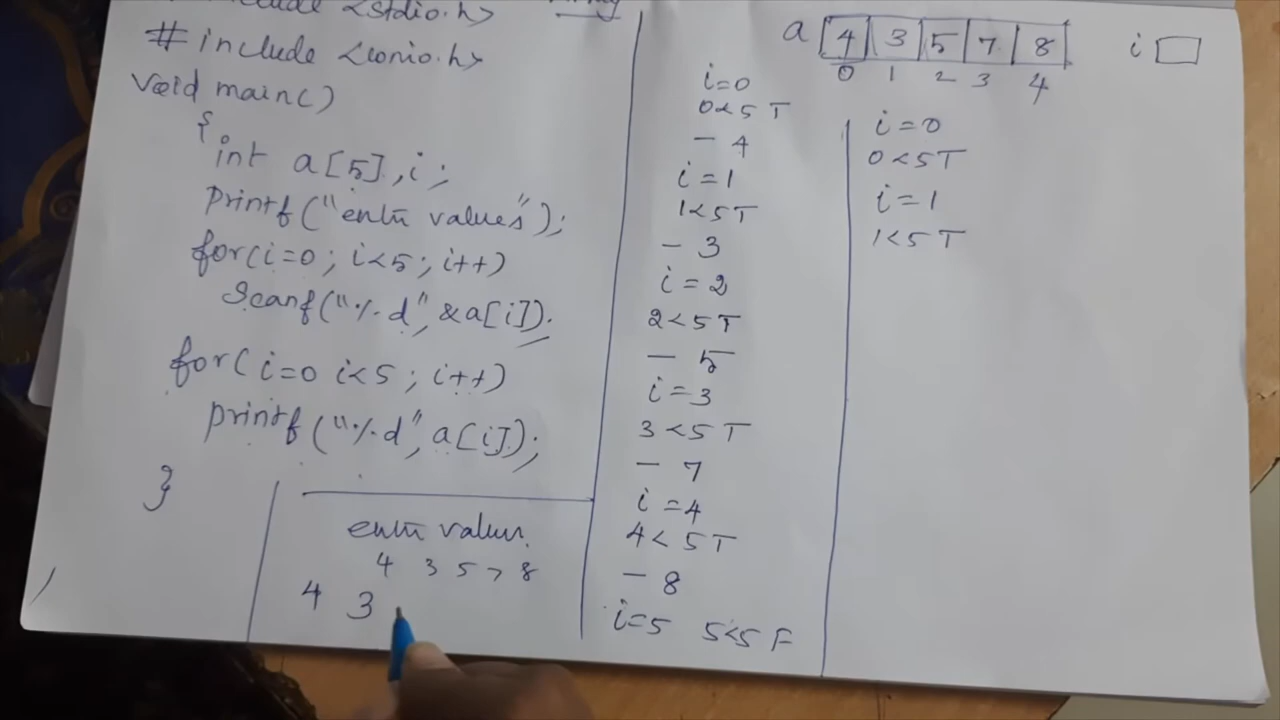 include <stdio.h>
# include <conio.h>
void main()
{
int a[5], i;
printf("enter values");
for(i=0; i<5; i++)
scanf("%d", &a[i]);
for(i=0 i<5; i++)
printf("%d", a[i]);
}
enter values
4 3 5 7 8
4 3
i=0
0<5 T
- 4
i=1
1<5 T
- 3
i=2
2<5 T
- 5
i=3
3<5 T
- 7
i=4
4<5 T
- 8
i=5 5<5 F
a 4 3 5 7 8 i
0 1 2 3 4
i=0
0<5 T
i=1
1<5 T